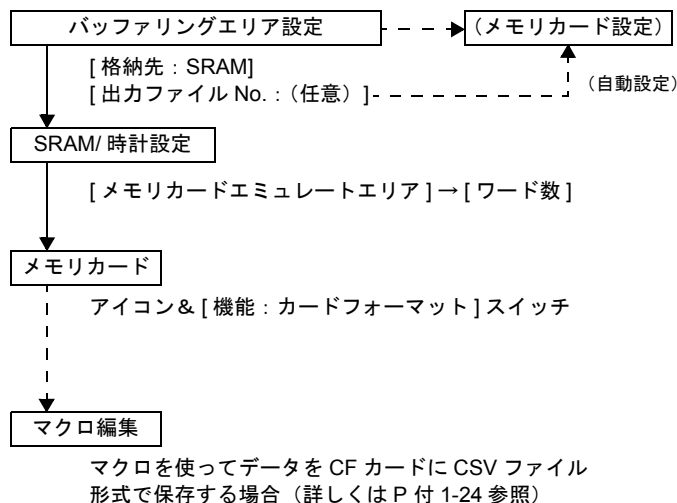 バッファリングエリア設定
(メモリカード設定)
[ 格納先：SRAM]
[ 出力ファイル No.：（任意）]
（自動設定）
SRAM/ 時計設定
[ メモリカードエミュレートエリア ] → [ ワード数 ]
メモリカード
アイコン＆ [ 機能：カードフォーマット ] スイッチ
マクロ編集
マクロを使ってデータを CF カードに CSV ファイル
形式で保存する場合（詳しくは P 付 1-24 参照）